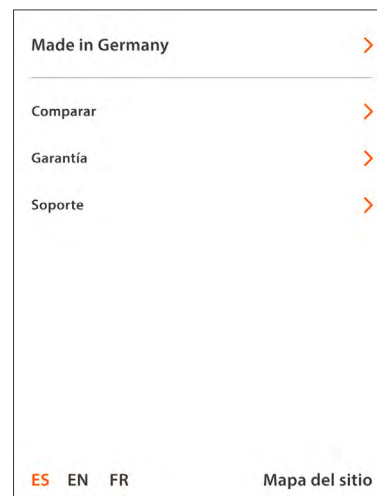 Made in Germany
Comparar
Garantía
Soporte
ES EN FR Mapa del sitio